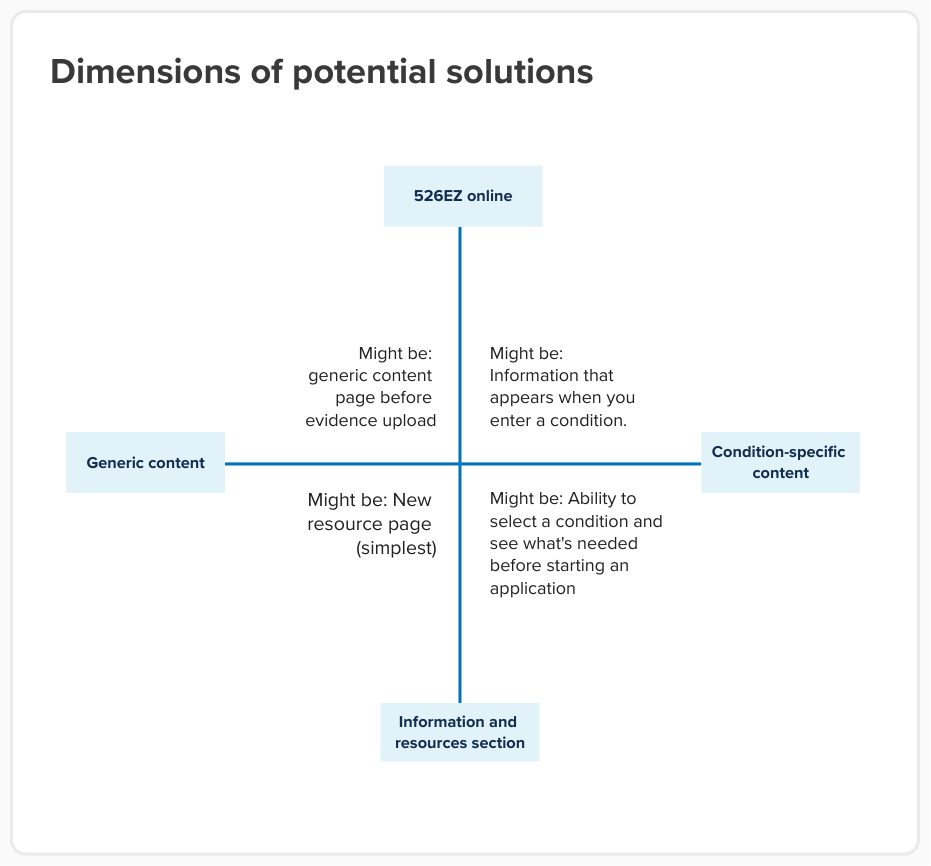 Dimensions of potential solutions
526EZ online
Might be:
generic content
page before
evidence upload
Might be:
Information that
appears when you
enter a condition.
Generic content
Condition-specific
content
Might be: New
resource page
(simplest)
Might be: Ability to
select a condition and
see what's needed
before starting an
application
Information and
resources section